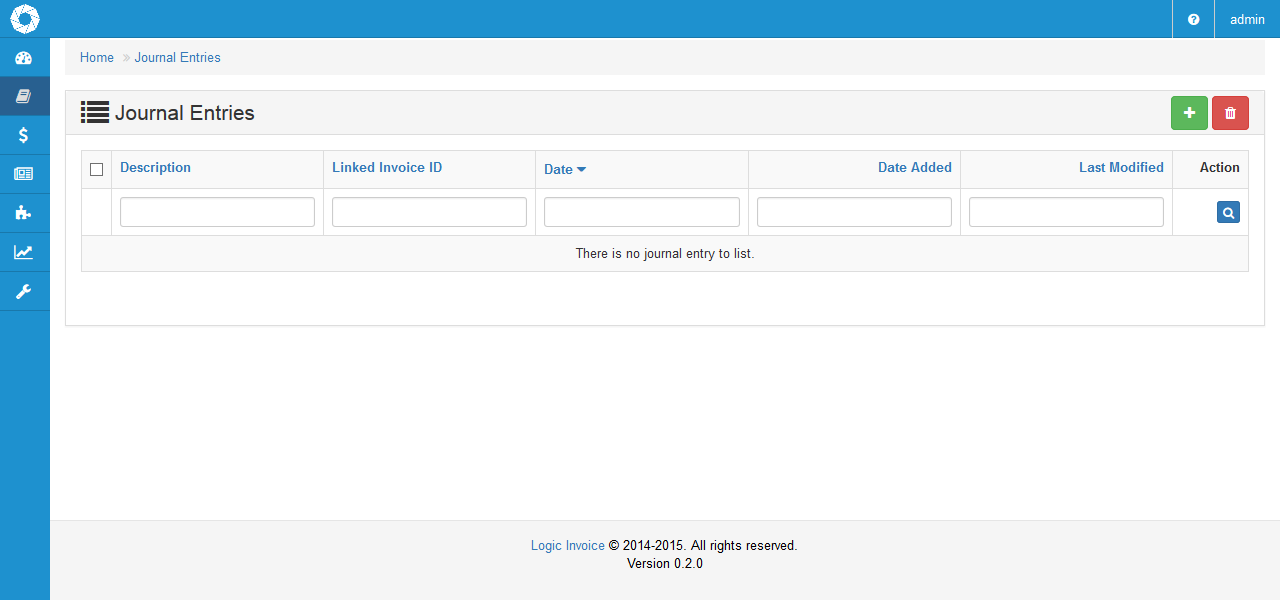 admin
Home » Journal Entries
Journal Entries
Description Linked Invoice ID Date Date Added Last Modified Action
There is no journal entry to list.
Logic Invoice © 2014-2015. All rights reserved.
Version 0.2.0